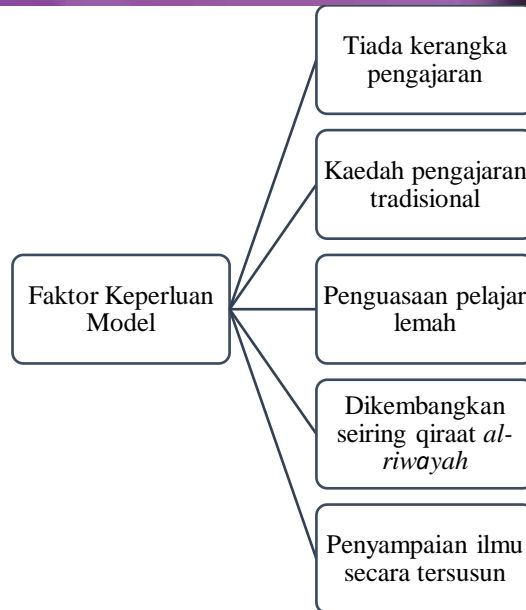 Tiada kerangka
pengajaran
Kaedah pengajaran
tradisional
Faktor Keperluan
Model
Penguasaan pelajar
lemah
Dikembangkan
seiring qiraat al-
riwayah
Penyampaian ilmu
secara tersusun